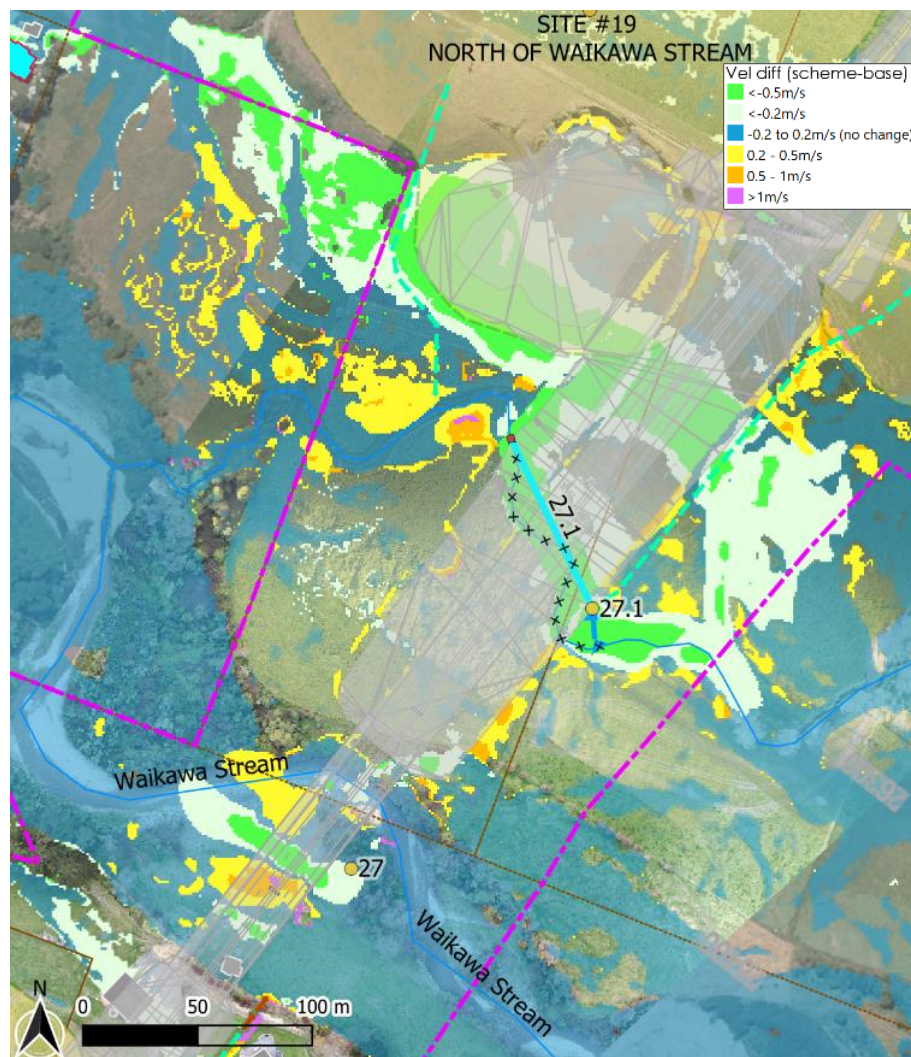 SITE #19
NORTH OF WAIKAWA STREAM
Vel diff (scheme-base)
<-0.5m/s
<-0.2m/s
-0.2 to 0.2m/s (no change)
0.2 - 0.5m/s
0.5 - 1m/s
>1m/s
27.1
27.1
Waikawa Stream
27
Waikawa Stream
N
0 50 100 m